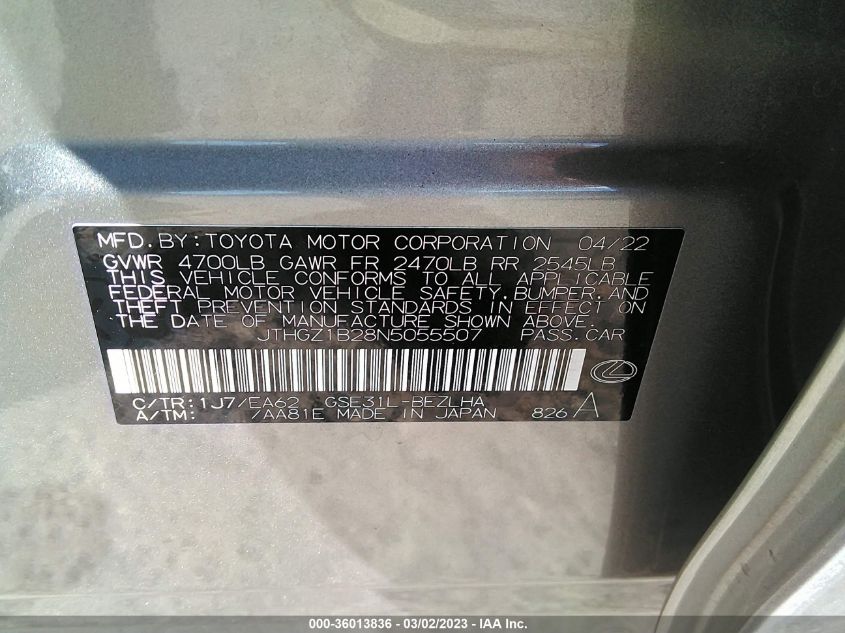 MFD. BY: TOYOTA MOTOR CORPORATION 04/22
GVWR 4700LB GAWR FR 2470LB RR 2545LB
THIS VEHICLE CONFORMS TO ALL APPLICABLE
FEDERAL MOTOR VEHICLE SAFETY, BUMPER, AND
THEFT PREVENTION STANDARDS IN EFFECT ON
THE DATE OF MANUFACTURE SHOWN ABOVE.
JTHGZ1B28N5055507 PASS. CAR
C/TR: 1J7/EA62 GSE31L-BEZLHA
A/TM: 7AA81E MADE IN JAPAN 826 A
000-36013836 - 03/02/2023 - IAA Inc.